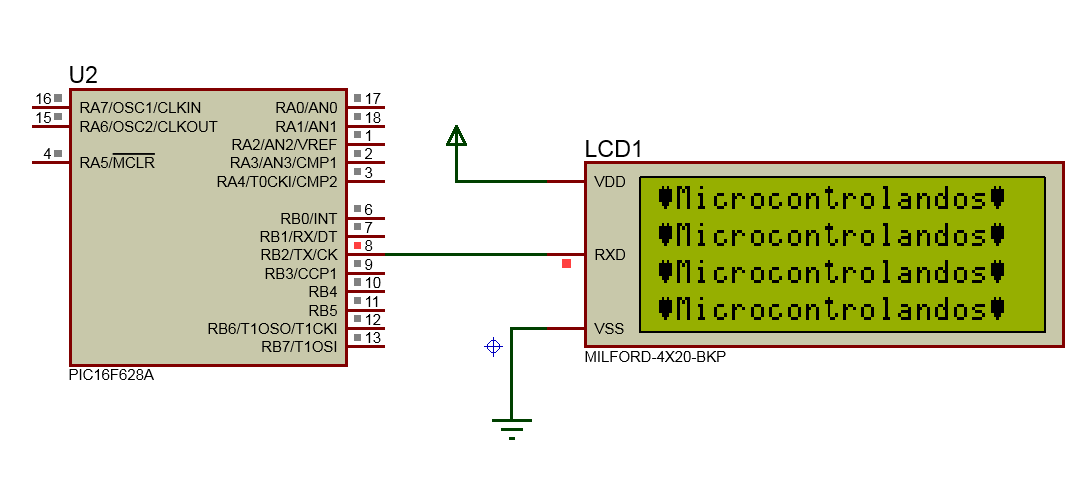 U2
16 RA7/OSC1/CLKIN RA0/AN0 17
15 RA6/OSC2/CLKOUT RA1/AN1 18
RA2/AN2/VREF 1
4 RA5/MCLR RA3/AN3/CMP1 2
RA4/T0CKI/CMP2 3
RB0/INT 6
RB1/RX/DT 7
RB2/TX/CK 8
RB3/CCP1 9
RB4 10
RB5 11
RB6/T1OSO/T1CKI 12
RB7/T1OSI 13
PIC16F628A
LCD1
VDD
RXD
VSS
♥Microcontrolandos♥
♥Microcontrolandos♥
♥Microcontrolandos♥
♥Microcontrolandos♥
MILFORD-4X20-BKP